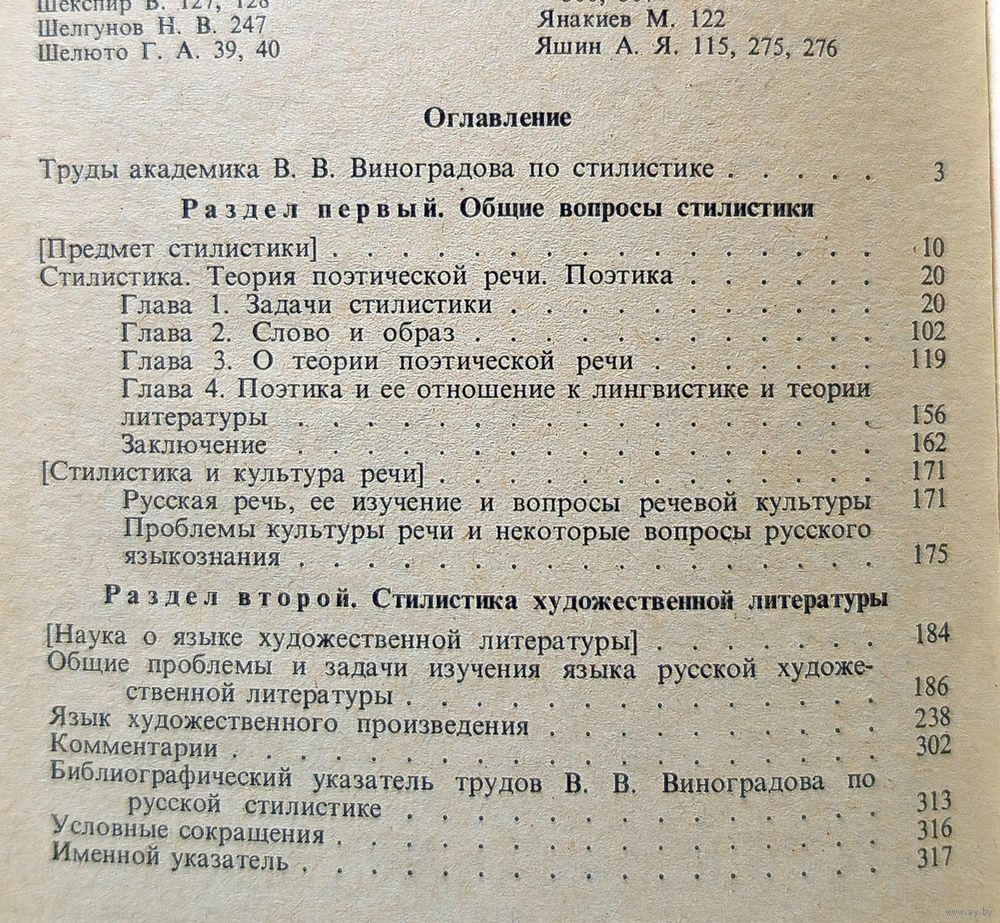 Шекспир В. 127, 128
Шелгунов Н. В. 247
Шелюто Г. А. 39, 40
Янакиев М. 122
Яшин А. Я. 115, 275, 276
Оглавление
Труды академика В. В. Виноградова по стилистике . . . . . 3
Раздел первый. Общие вопросы стилистики
[Предмет стилистики] . . . . . . . . . . . . . . 10
Стилистика. Теория поэтической речи. Поэтика . . . . . . 20
Глава 1. Задачи стилистики . . . . . . . . . . . 20
Глава 2. Слово и образ . . . . . . . . . . . . 102
Глава 3. О теории поэтической речи . . . . . . . 119
Глава 4. Поэтика и ее отношение к лингвистике и теории
литературы . . . . . . . . . . . . . . . 156
Заключение . . . . . . . . . . . . . . . 162
[Стилистика и культура речи] . . . . . . . . . . . . 171
Русская речь, ее изучение и вопросы речевой культуры 171
Проблемы культуры речи и некоторые вопросы русского
языкознания . . . . . . . . . . . . . . . 175
Раздел второй. Стилистика художественной литературы
[Наука о языке художественной литературы] . . . . . . . 184
Общие проблемы и задачи изучения языка русской художе-
ственной литературы . . . . . . . . . . . . . 186
Язык художественного произведения . . . . . . . . . 238
Комментарии . . . . . . . . . . . . . . . . . 302
Библиографический указатель трудов В. В. Виноградова по
русской стилистике . . . . . . . . . . . . . 313
Условные сокращения . . . . . . . . . . . . . . 316
Именной указатель . . . . . . . . . . . . . . . 317
www.ay.by